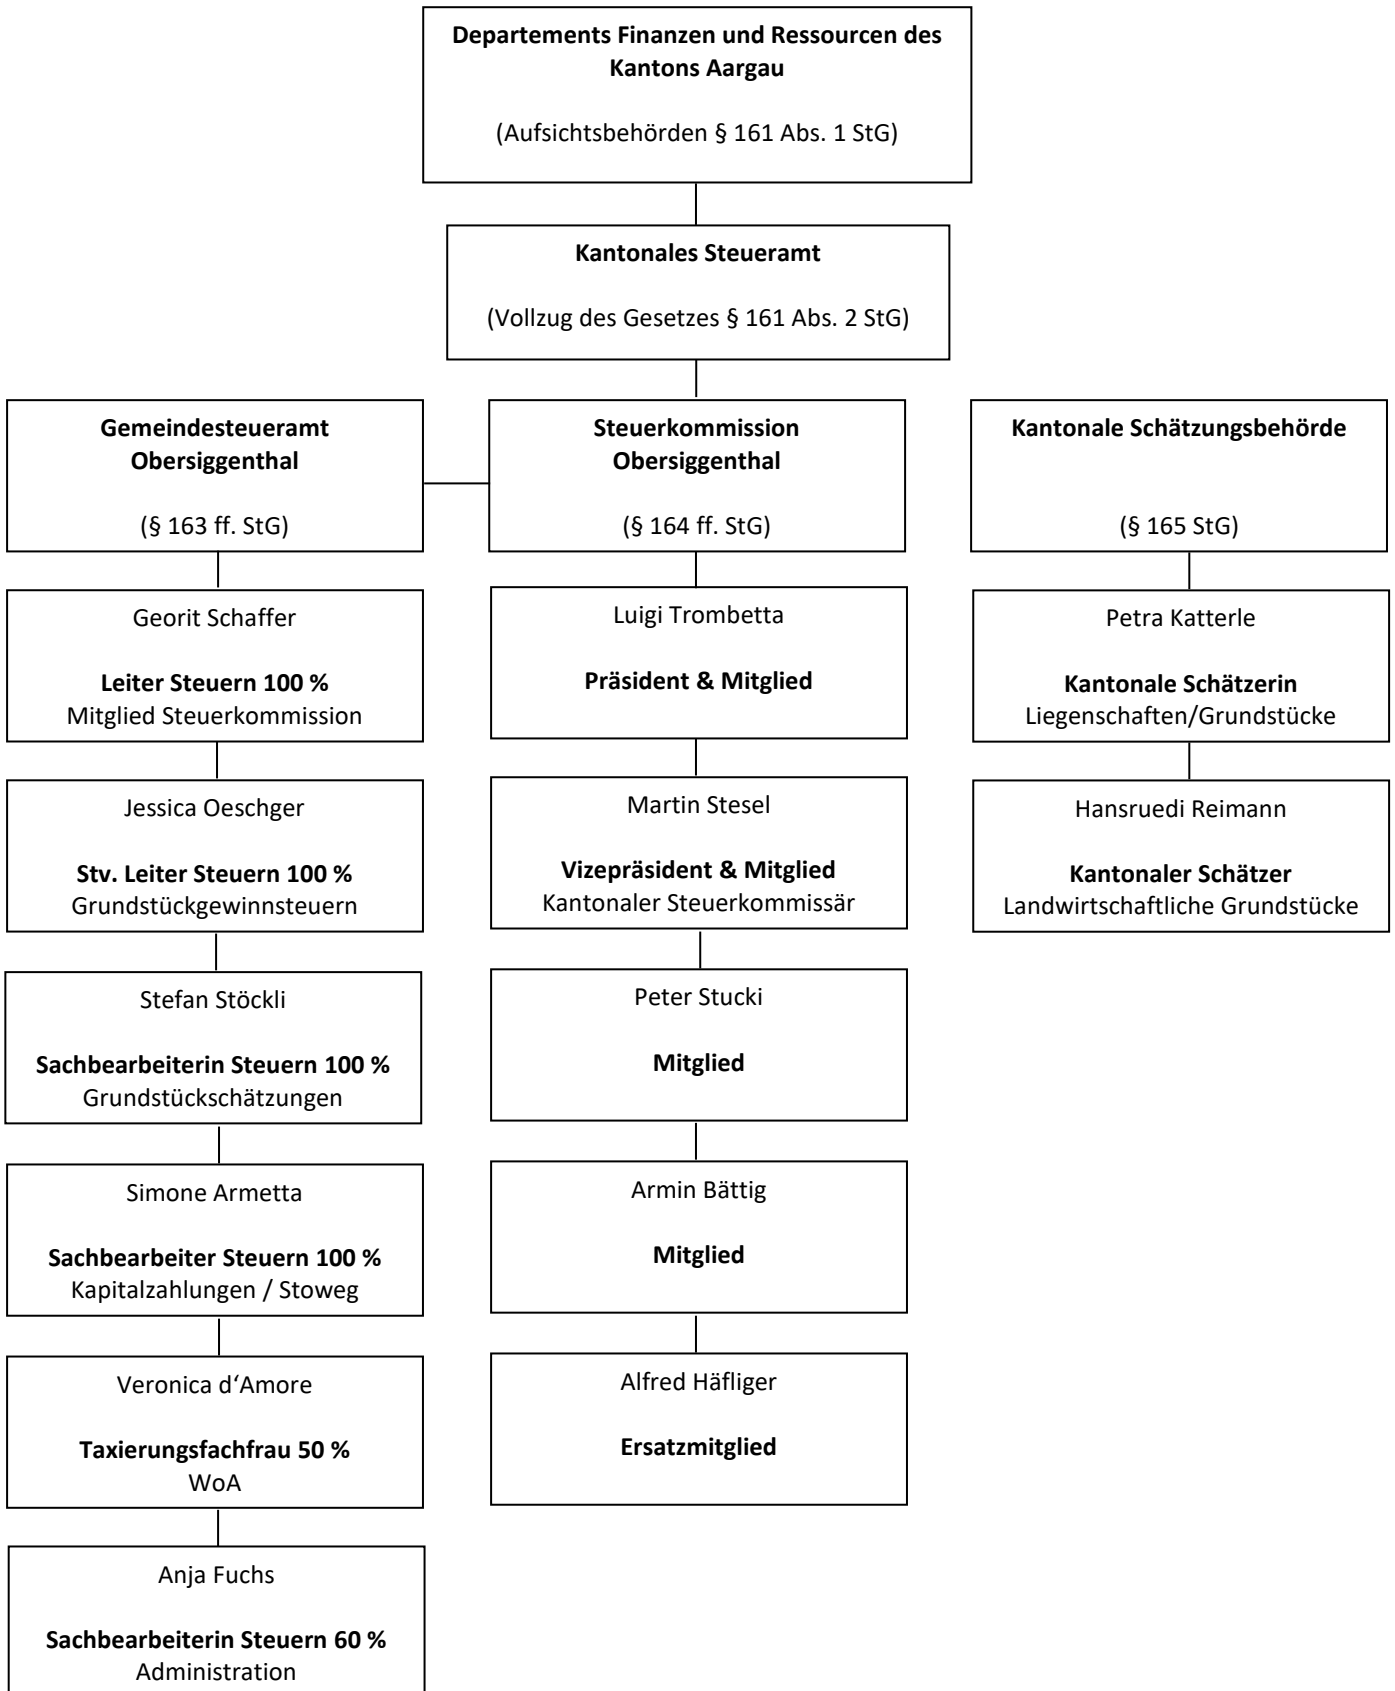 Departements Finanzen und Ressourcen des
Kantons Aargau
(Aufsichtsbehörden § 161 Abs. 1 StG)
Kantonales Steueramt
(Vollzug des Gesetzes § 161 Abs. 2 StG)
Gemeindesteueramt
Obersiggenthal
(§ 163 ff. StG)
Georit Schaffer
Leiter Steuern 100 %
Mitglied Steuerkommission
Jessica Oeschger
Stv. Leiter Steuern 100 %
Grundstückgewinnsteuern
Stefan Stöckli
Sachbearbeiterin Steuern 100 %
Grundstückschätzungen
Simone Armetta
Sachbearbeiter Steuern 100 %
Kapitalzahlungen / Stoweg
Veronica d‘Amore
Taxierungsfachfrau 50 %
WoA
Anja Fuchs
Sachbearbeiterin Steuern 60 %
Administration
Steuerkommission
Obersiggenthal
(§ 164 ff. StG)
Luigi Trombetta
Präsident & Mitglied
Martin Stesel
Vizepräsident & Mitglied
Kantonaler Steuerkommissär
Peter Stucki
Mitglied
Armin Bättig
Mitglied
Alfred Häfliger
Ersatzmitglied
Kantonale Schätzungsbehörde
(§ 165 StG)
Petra Katterle
Kantonale Schätzerin
Liegenschaften/Grundstücke
Hansruedi Reimann
Kantonaler Schätzer
Landwirtschaftliche Grundstücke